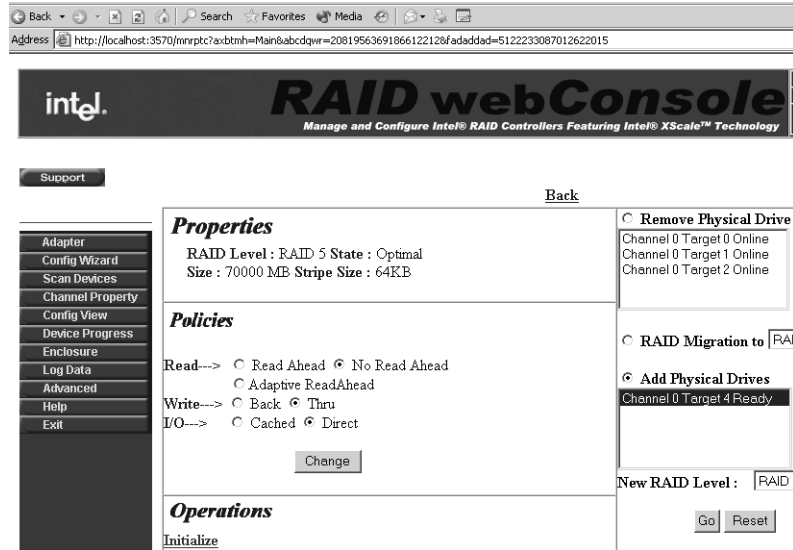 Back Search Favorites Media
Address http://localhost:3570/mnrptc?axbtmh=Main&abcdqwr=208195636918661221​28&fadaddad=5122233087012622015
intel.
RAID webConsole
Manage and Configure Intel® RAID Controllers Featuring Intel® XScale™ Technology
Support
Back
Adapter
Config Wizard
Scan Devices
Channel Property
Config View
Device Progress
Enclosure
Log Data
Advanced
Help
Exit
Properties
RAID Level : RAID 5 State : Optimal
Size : 70000 MB Stripe Size : 64KB
Policies
Read---> Read Ahead No Read Ahead
Adaptive ReadAhead
Write---> Back Thru
I/O---> Cached Direct
Change
Operations
Initialize
Remove Physical Drive
Channel 0 Target 0 Online
Channel 0 Target 1 Online
Channel 0 Target 2 Online
RAID Migration to
Add Physical Drives
Channel 0 Target 4 Ready
New RAID Level : RAID
Go Reset